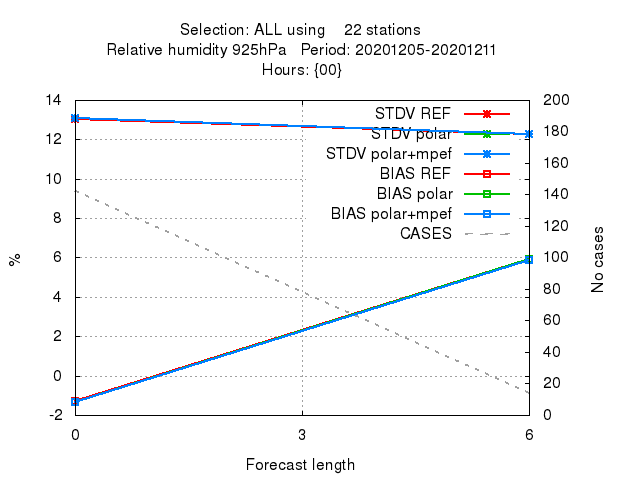 Selection: ALL using    22 stations
Relative humidity 925hPa   Period: 20201205-20201211
Hours: {00}
14
12
10
8
6
4
2
0
-2
200
180
160
140
120
100
80
60
40
20
0
STDV REF
STDV polar
STDV polar+mpef
BIAS REF
BIAS polar
BIAS polar+mpef
CASES
%
No cases
0
3
6
Forecast length